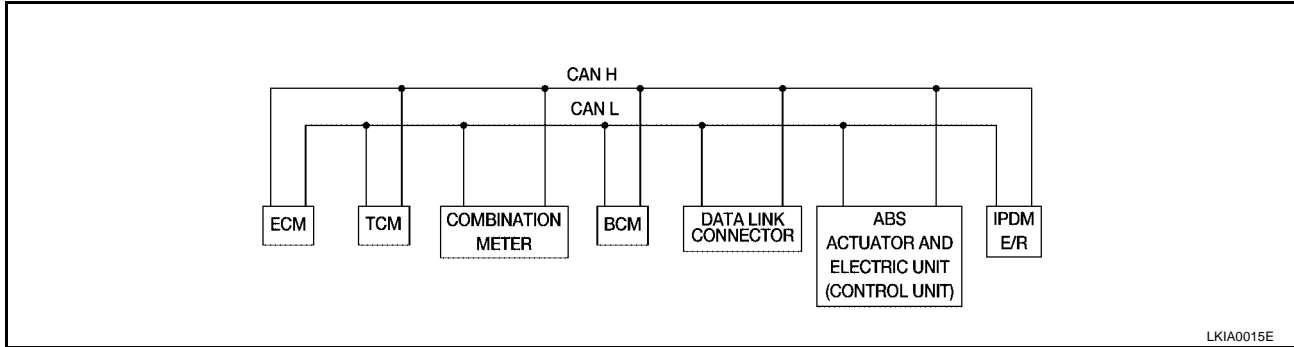 CAN H
CAN L
ECM
TCM
COMBINATION
METER
BCM
DATA LINK
CONNECTOR
ABS
ACTUATOR AND
ELECTRIC UNIT
(CONTROL UNIT)
IPDM
E/R
LKIA0015E